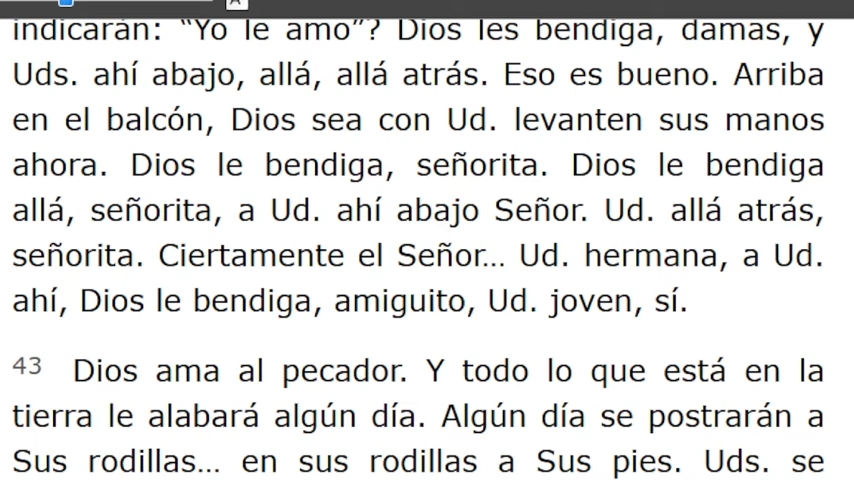 A
indicarán: “Yo le amo”? Dios les bendiga, damas, y
Uds. ahí abajo, allá, allá atrás. Eso es bueno. Arriba
en el balcón, Dios sea con Ud. levanten sus manos
ahora. Dios le bendiga, señorita. Dios le bendiga
allá, señorita, a Ud. ahí abajo Señor. Ud. allá atrás,
señorita. Ciertamente el Señor... Ud. hermana, a Ud.
ahí, Dios le bendiga, amiguito, Ud. joven, sí.
43 Dios ama al pecador. Y todo lo que está en la
tierra le alabará algún día. Algún día se postrarán a
Sus rodillas... en sus rodillas a Sus pies. Uds. se